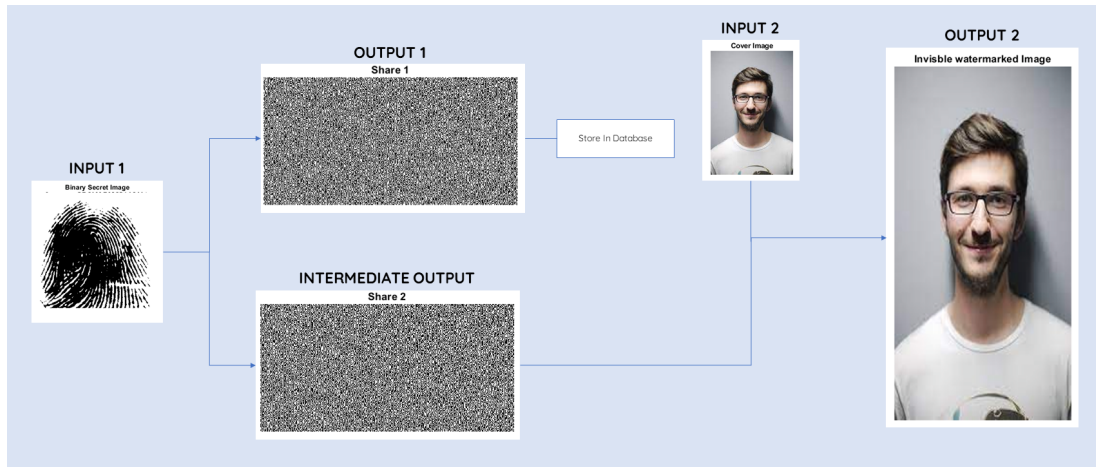 INPUT 1
Binary Secret Image
OUTPUT 1
Share 1
Store In Database
INTERMEDIATE OUTPUT
Share 2
INPUT 2
Cover Image
OUTPUT 2
Invisble watermarked Image